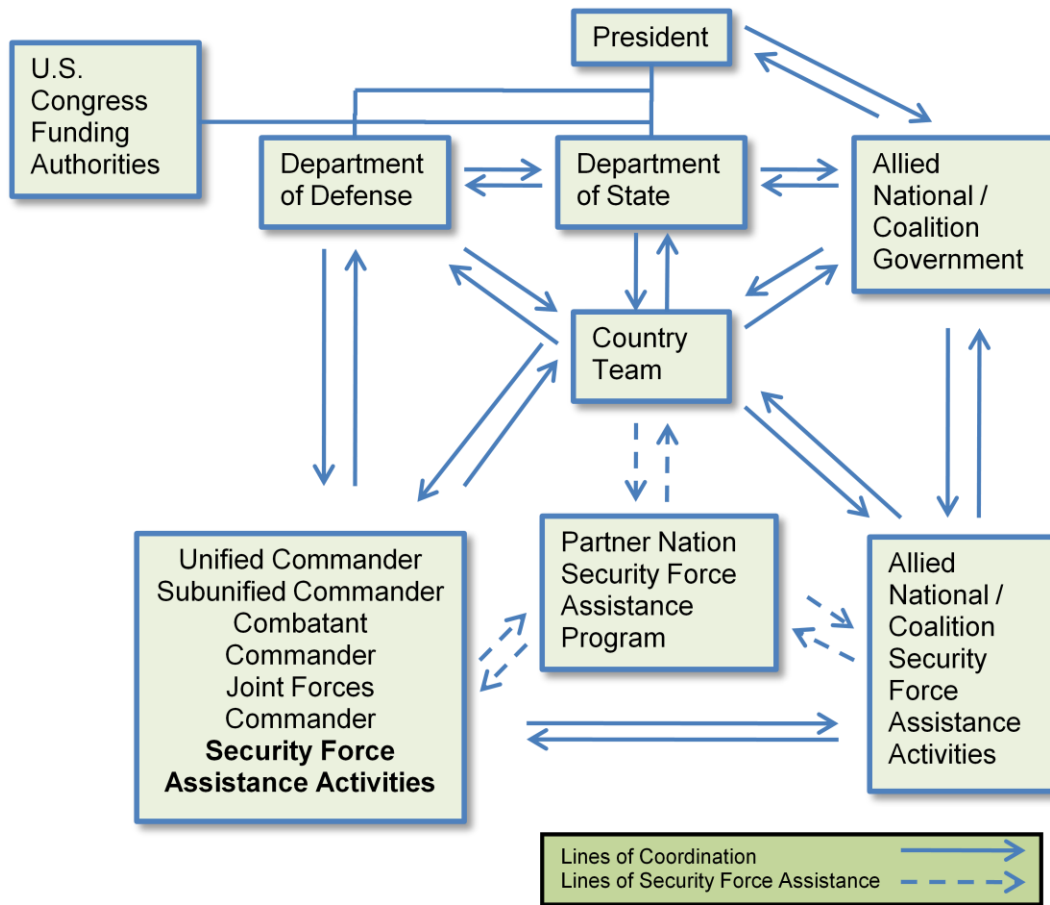 President
U.S.
Congress
Funding
Authorities
Department
of Defense
Department
of State
Allied
National /
Coalition
Government
Country
Team
Unified Commander
Subunified Commander
Combatant
Commander
Joint Forces
Commander
Security Force
Assistance Activities
Partner Nation
Security Force
Assistance
Program
Allied
National /
Coalition
Security
Force
Assistance
Activities
Lines of Coordination
Lines of Security Force Assistance